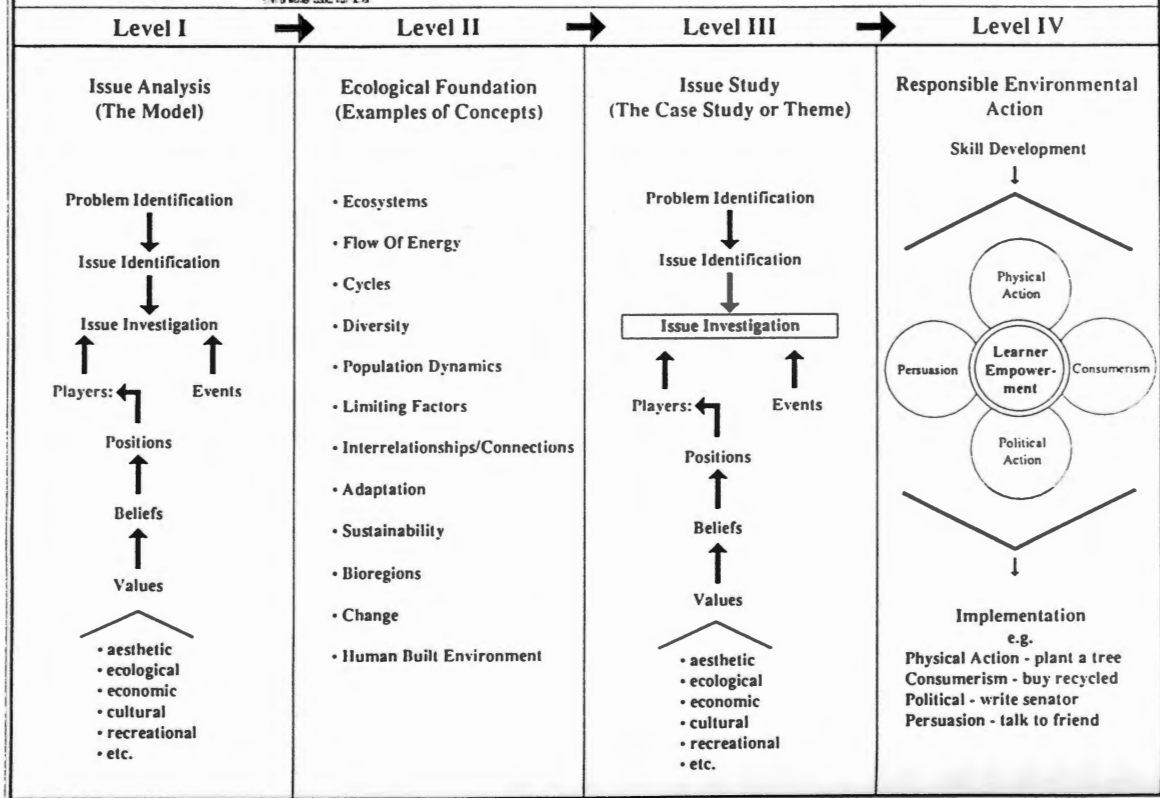 Level I
Level II
Level III
Level IV
Issue Analysis
(The Model)
Problem Identification
Issue Identification
Issue Investigation
Players:
Events
Positions
Beliefs
Values
• aesthetic
• ecological
• economic
• cultural
• recreational
• etc.
Ecological Foundation
(Examples of Concepts)
• Ecosystems
• Flow Of Energy
• Cycles
• Diversity
• Population Dynamics
• Limiting Factors
• Interrelationships/Connections
• Adaptation
• Sustainability
• Bioregions
• Change
• Human Built Environment
Issue Study
(The Case Study or Theme)
Problem Identification
Issue Identification
Issue Investigation
Players:
Events
Positions
Beliefs
Values
• aesthetic
• ecological
• economic
• cultural
• recreational
• etc.
Responsible Environmental
Action
Skill Development
Physical
Action
Persuasion
Learner
Empower-
ment
Consumerism
Political
Action
Implementation
e.g.
Physical Action - plant a tree
Consumerism - buy recycled
Political - write senator
Persuasion - talk to friend